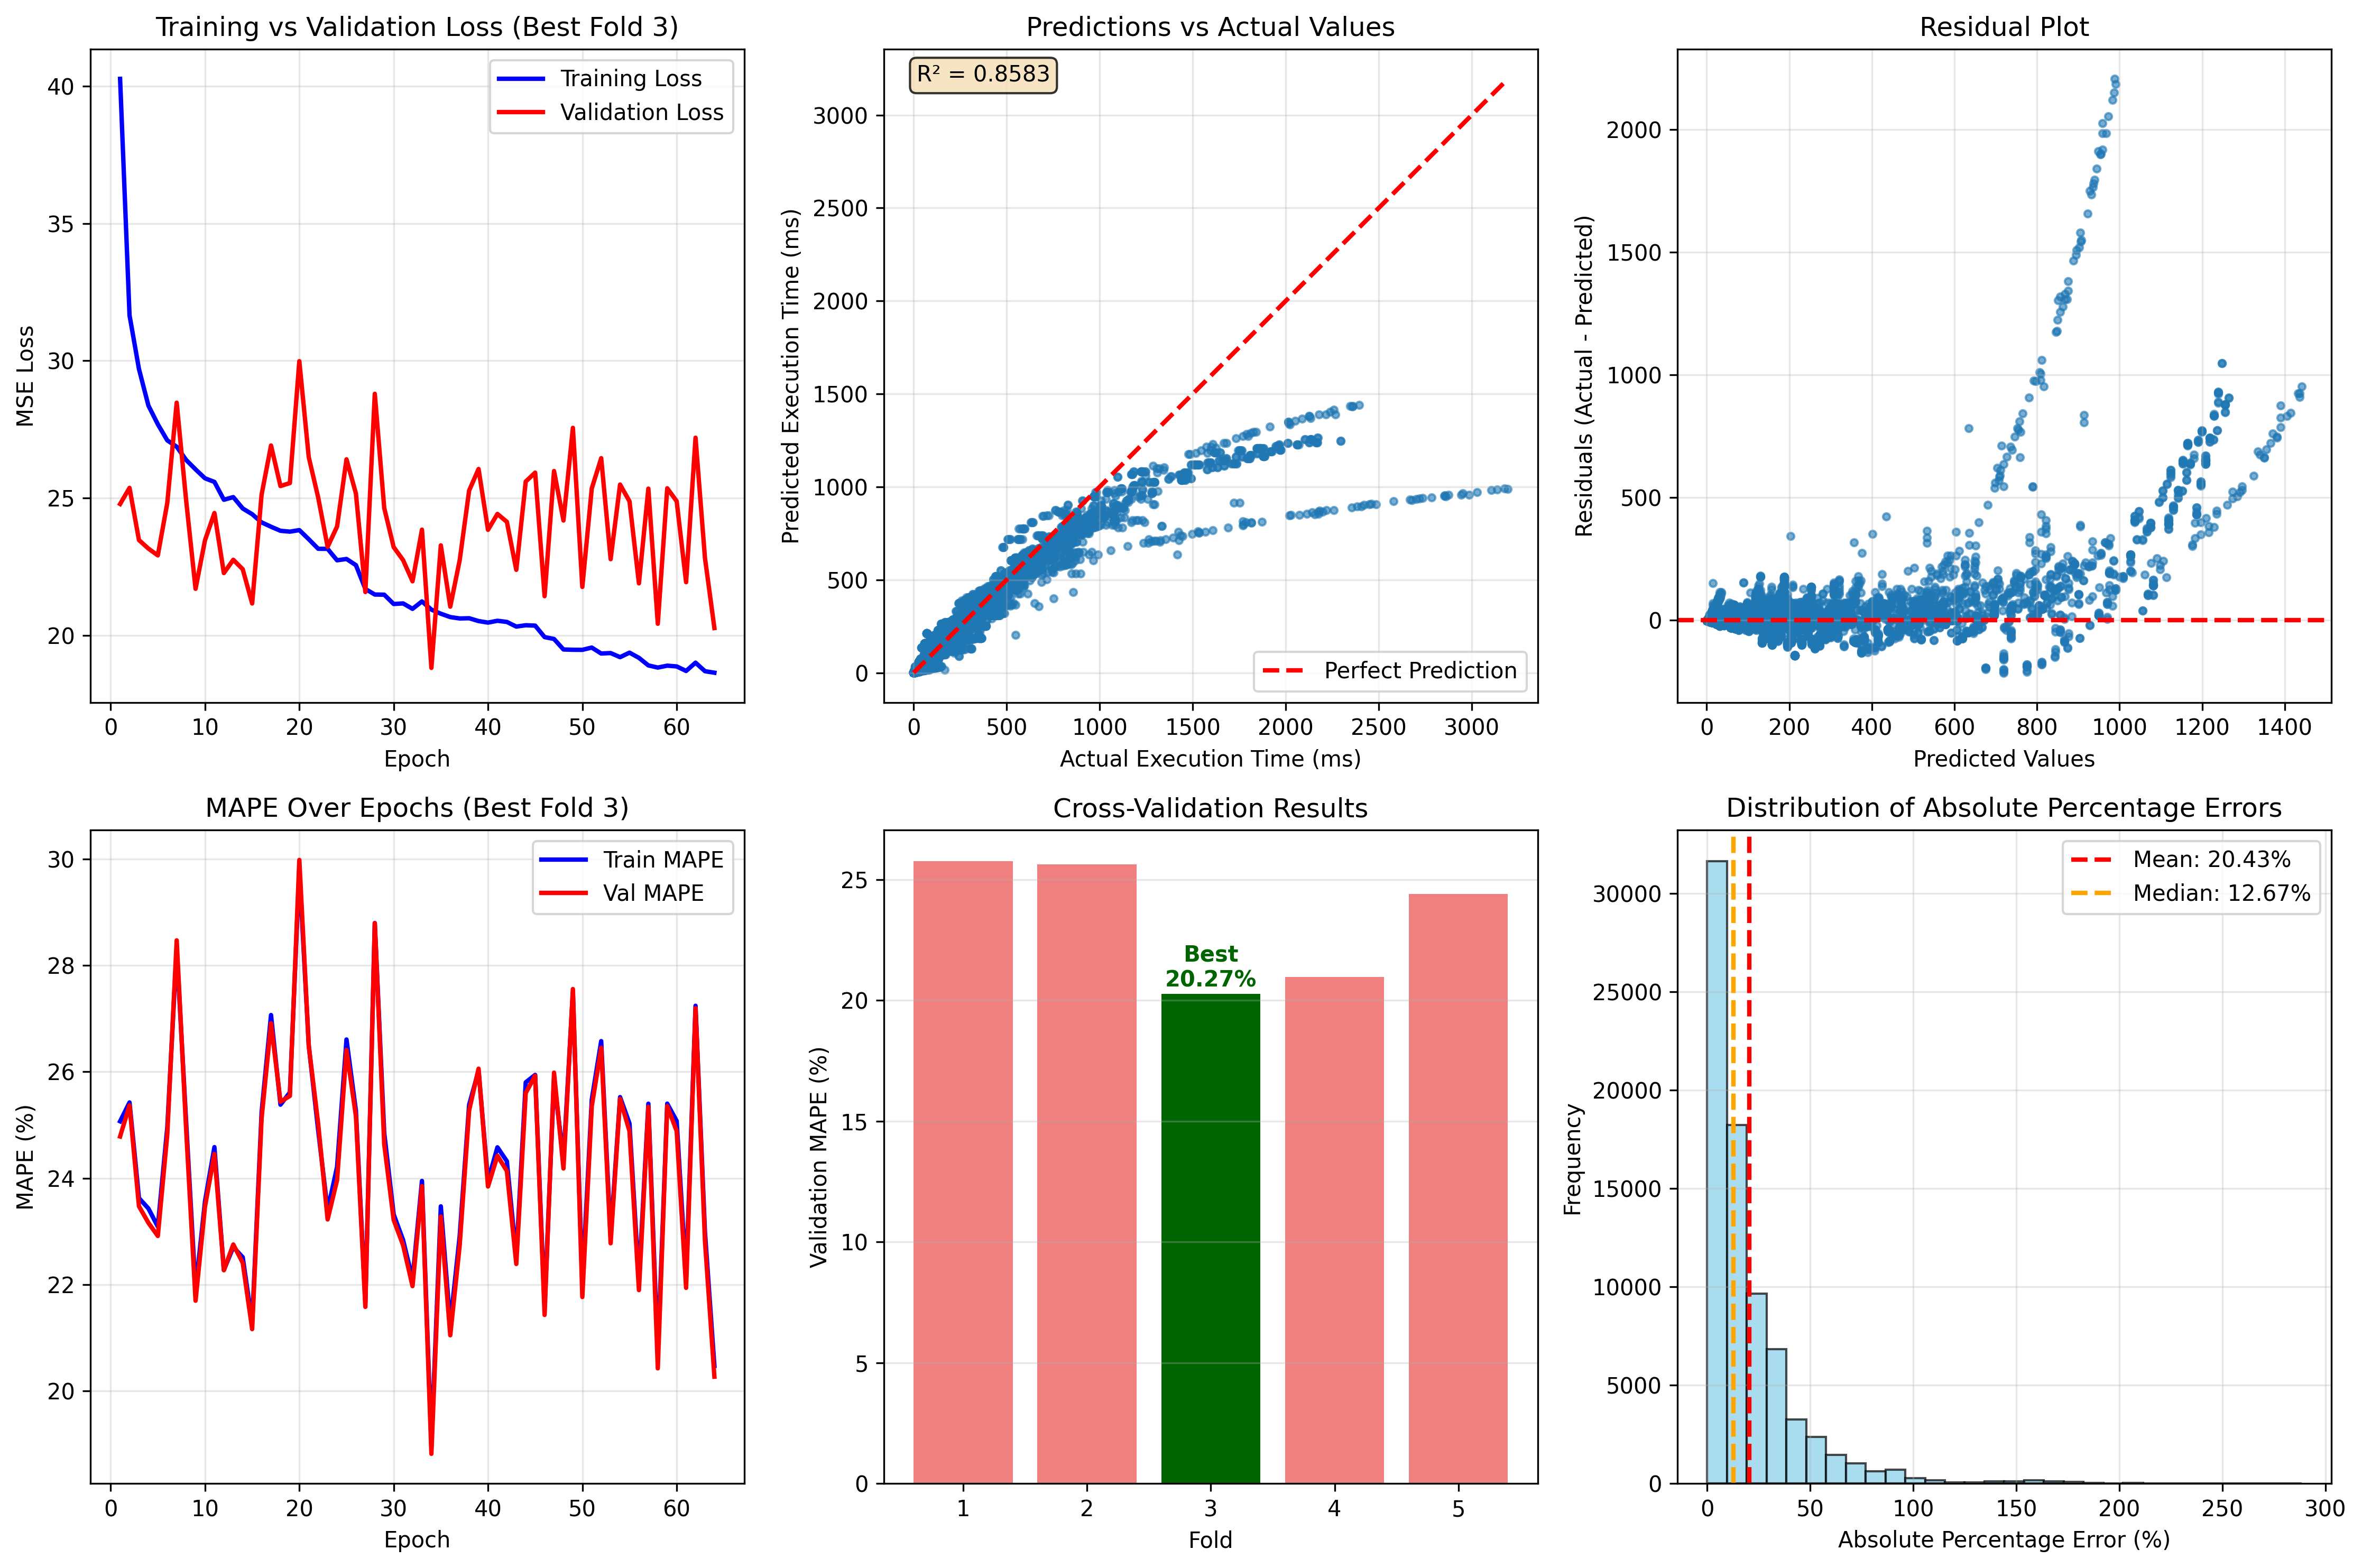 Training vs Validation Loss (Best Fold 3)
MSE Loss
40
35
30
25
20
Training Loss
Validation Loss
0 10 20 30 40 50 60
Epoch
Predictions vs Actual Values
Predicted Execution Time (ms)
3000
2500
2000
1500
1000
500
0
R² = 0.8583
Perfect Prediction
0 500 1000 1500 2000 2500 3000
Actual Execution Time (ms)
Residual Plot
Residuals (Actual - Predicted)
2000
1500
1000
500
0
0 200 400 600 800 1000 1200 1400
Predicted Values
MAPE Over Epochs (Best Fold 3)
MAPE (%)
30
28
26
24
22
20
Train MAPE
Val MAPE
0 10 20 30 40 50 60
Epoch
Cross-Validation Results
Validation MAPE (%)
25
20
15
10
5
0
Best
20.27%
1 2 3 4 5
Fold
Distribution of Absolute Percentage Errors
Frequency
30000
25000
20000
15000
10000
5000
0
Mean: 20.43%
Median: 12.67%
0 50 100 150 200 250 300
Absolute Percentage Error (%)